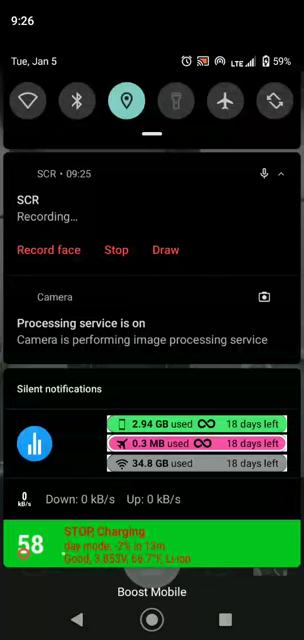 9:26
Tue, Jan 5
LTE
59%
SCR • 09:25
SCR
Recording…
Record face Stop Draw
Camera
Processing service is on
Camera is performing image processing service
Silent notifications
2.94 GB used 18 days left
0.3 MB used 18 days left
34.8 GB used 18 days left
0 kB/s Down: 0 kB/s Up: 0 kB/s
58
STOP, Charging
day mode, -2% in 13m
Good, 3.853V, 66.7°F, Li-ion
Boost Mobile